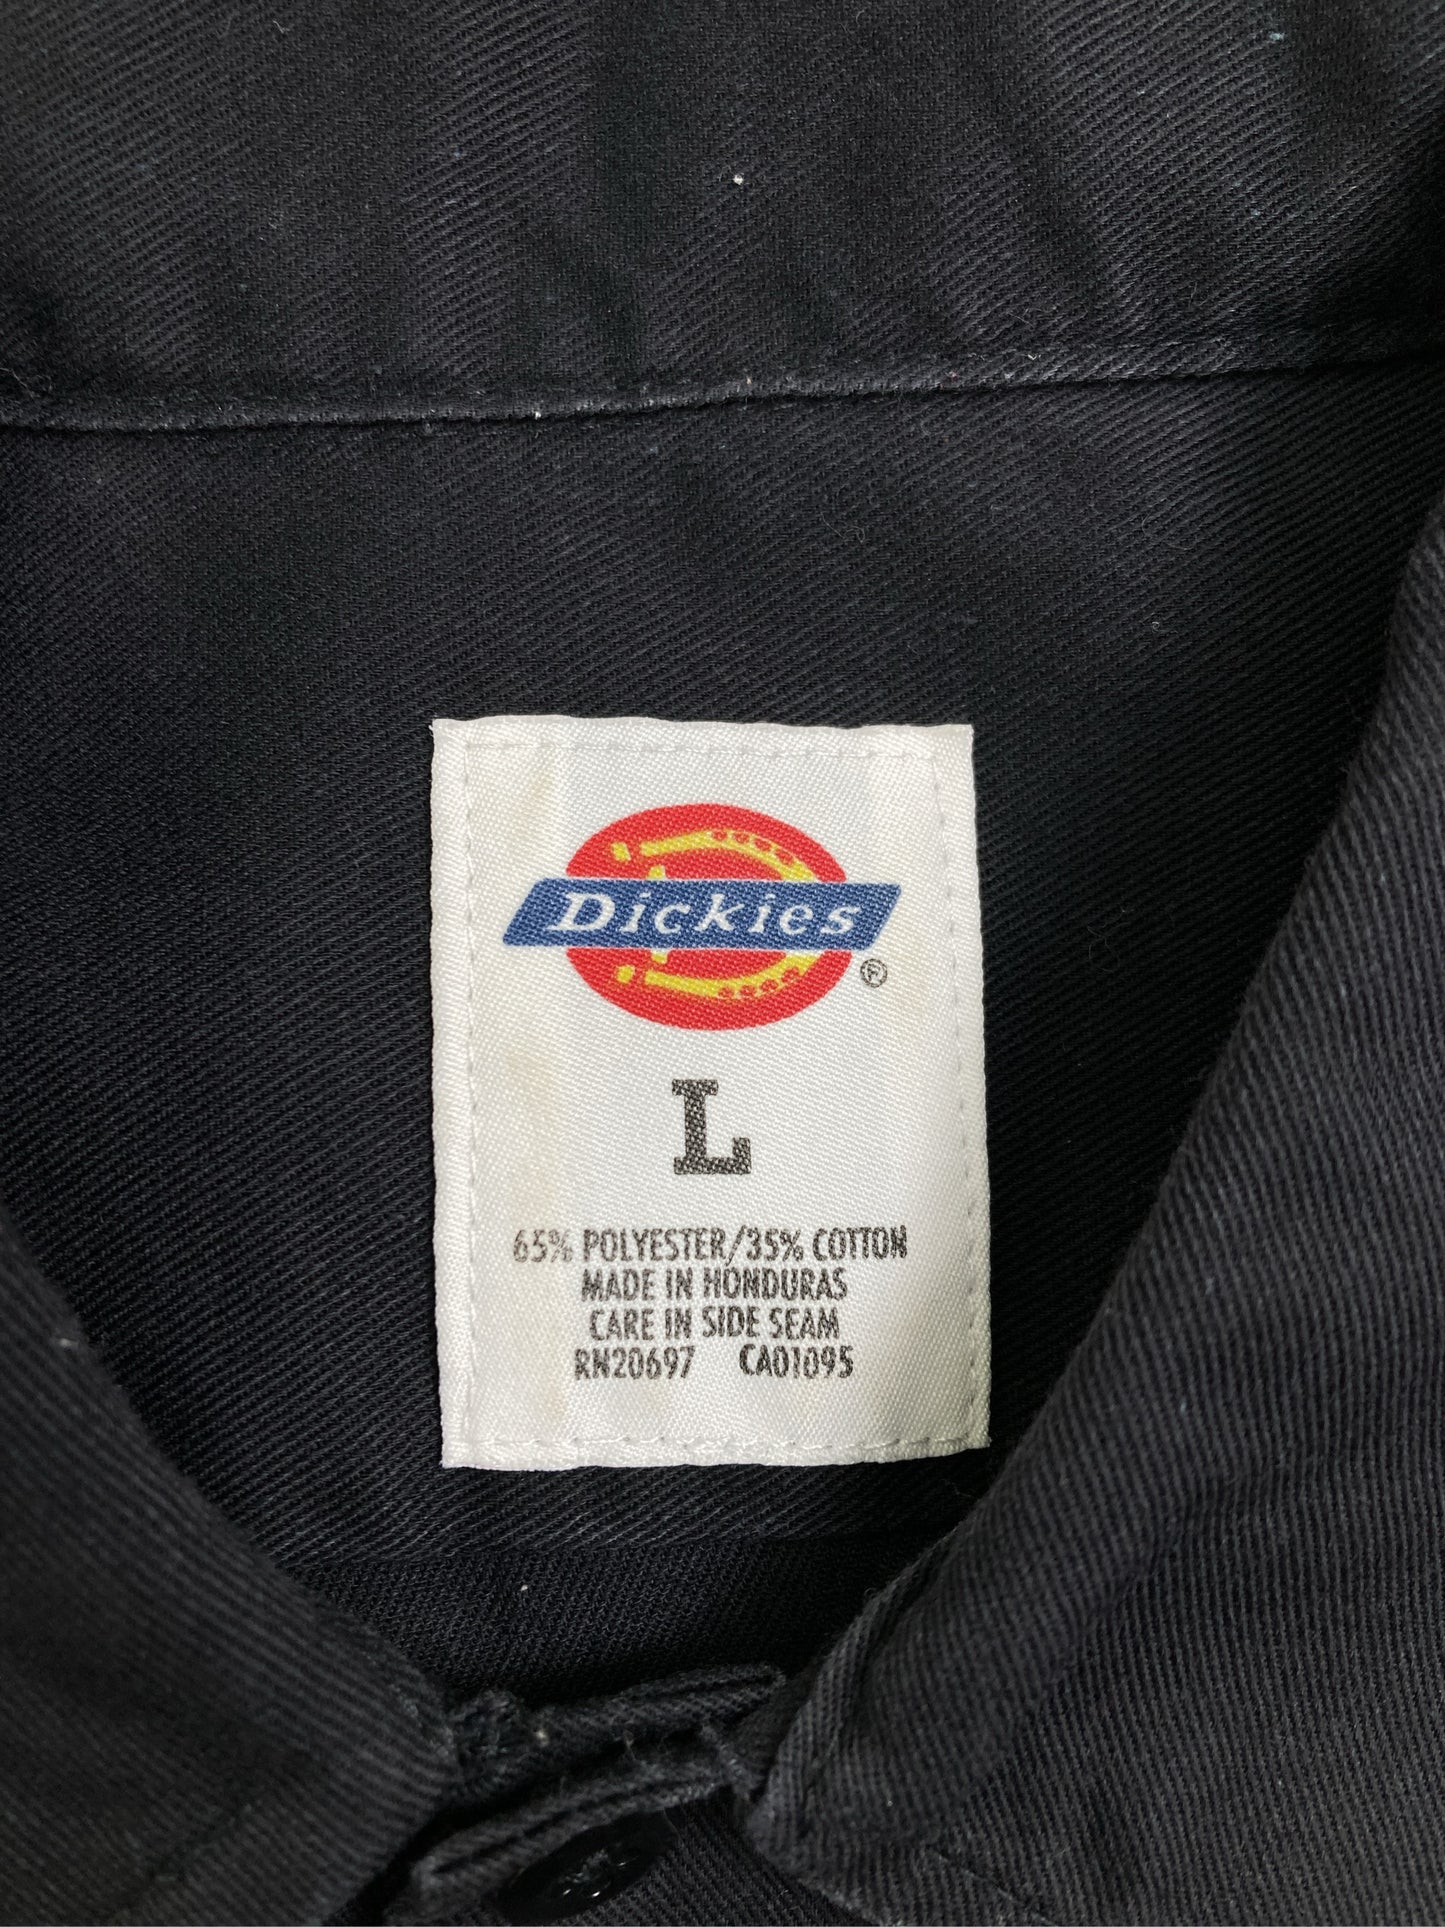 Dickies
®
L
65% POLYESTER/35% COTTON
MADE IN HONDURAS
CARE IN SIDE SEAM
RN20697 CA01095